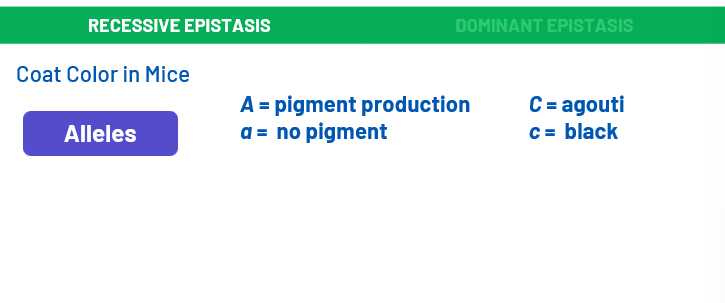 RECESSIVE EPISTASIS
DOMINANT EPISTASIS
Coat Color in Mice
Alleles
A = pigment production
a = no pigment
C = agouti
c = black